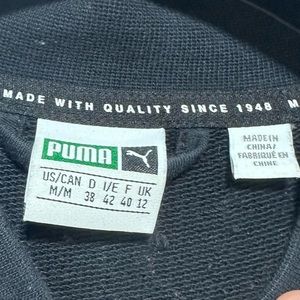 MADE WITH QUALITY SINCE 1948 M
PUMA
US/CAN D I/E F UK
M/M 38 42 40 12
MADE IN
CHINA/
FABRIQUÉ EN
CHINE